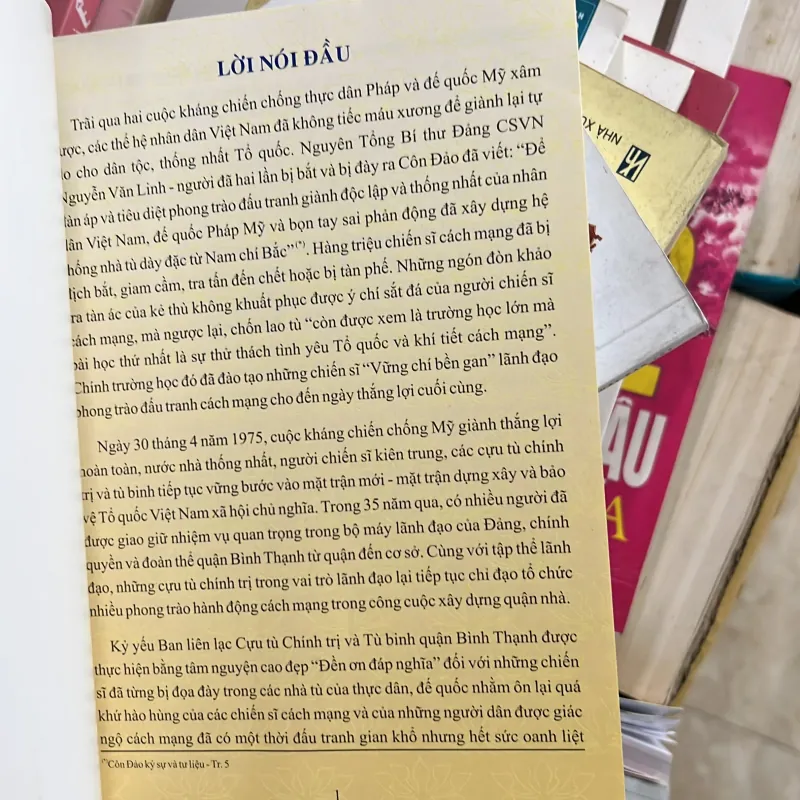 LỜI NÓI ĐẦU
Trãi qua hai cuộc kháng chiến chống thực dân Pháp và đế quốc Mỹ xâm
ược, các thế hệ nhân dân Việt Nam đã không tiếc máu xương để giành lại tự
o cho dân tộc, thống nhất Tổ quốc. Nguyên Tổng Bí thư Đảng CSVN
Nguyễn Văn Linh - người đã hai lần bị bắt và bị đày ra Côn Đảo đã viết: “Để
àn áp và tiêu diệt phong trào đấu tranh giành độc lập và thống nhất của nhân
lân Việt Nam, đế quốc Pháp Mỹ và bọn tay sai phản động đã xây dựng hệ
hống nhà tù dày đặc từ Nam chí Bắc”(*). Hàng triệu chiến sĩ cách mạng đã bị
lịch bắt, giam cầm, tra tấn đến chết hoặc bị tàn phế. Những ngón đòn khảo
ra tàn ác của kẻ thù không khuất phục được ý chí sắt đá của người chiến sĩ
cách mạng, mà ngược lại, chốn lao tù “còn được xem là trường học lớn mà
bài học thứ nhất là sự thử thách tình yêu Tổ quốc và khí tiết cách mạng”.
Chính trường học đó đã đào tạo những chiến sĩ “Vững chí bền gan” lãnh đạo
phong trào đấu tranh cách mạng cho đến ngày thắng lợi cuối cùng.
Ngày 30 tháng 4 năm 1975, cuộc kháng chiến chống Mỹ giành thắng lợi
hoàn toàn, nước nhà thống nhất, người chiến sĩ kiên trung, các cựu tù chính
trị và tù binh tiếp tục vững bước vào mặt trận mới - mặt trận dựng xây và bảo
vệ Tổ quốc Việt Nam xã hội chủ nghĩa. Trong 35 năm qua, có nhiều người đã
được giao giữ nhiệm vụ quan trọng trong bộ máy lãnh đạo của Đảng, chính
quyền và đoàn thể quận Bình Thạnh từ quận đến cơ sở. Cùng với tập thể lãnh
đạo, những cựu tù chính trị trong vai trò lãnh đạo lại tiếp tục chỉ đạo tổ chức
nhiều phong trào hành động cách mạng trong công cuộc xây dựng quận nhà.
Kỷ yếu Ban liên lạc Cựu tù Chính trị và Tù binh quận Bình Thạnh được
thực hiện bằng tâm nguyện cao đẹp “Đền ơn đáp nghĩa” đối với những chiến
sĩ đã từng bị đọa đày trong các nhà tù của thực dân, đế quốc nhằm ôn lại quá
khứ hào hùng của các chiến sĩ cách mạng và của những người dân được giác
ngộ cách mạng đã có một thời đấu tranh gian khổ nhưng hết sức oanh liệt
(*)Côn Đảo ký sự và tư liệu - Tr. 5
1
NHÀ XU